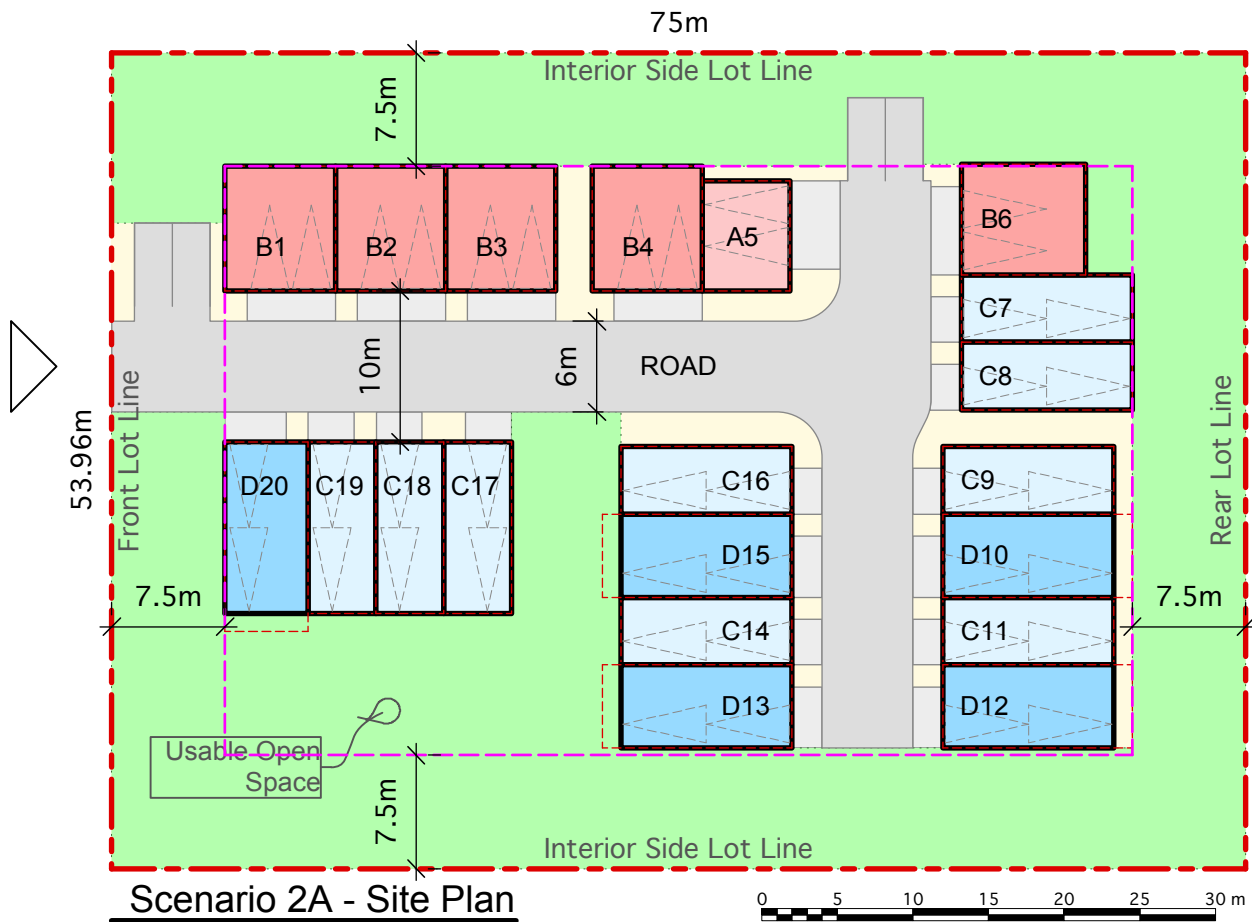 75m
Interior Side Lot Line
7.5m
B1
B2
B3
B4
A5
B6
C7
C8
10m
6m
ROAD
Front Lot Line
53.96m
Rear Lot Line
D20
C19
C18
C17
C16
C9
D15
D10
C14
C11
D13
D12
7.5m
7.5m
Usable Open
Space
7.5m
Interior Side Lot Line
Scenario 2A - Site Plan
0 5 10 15 20 25 30 m